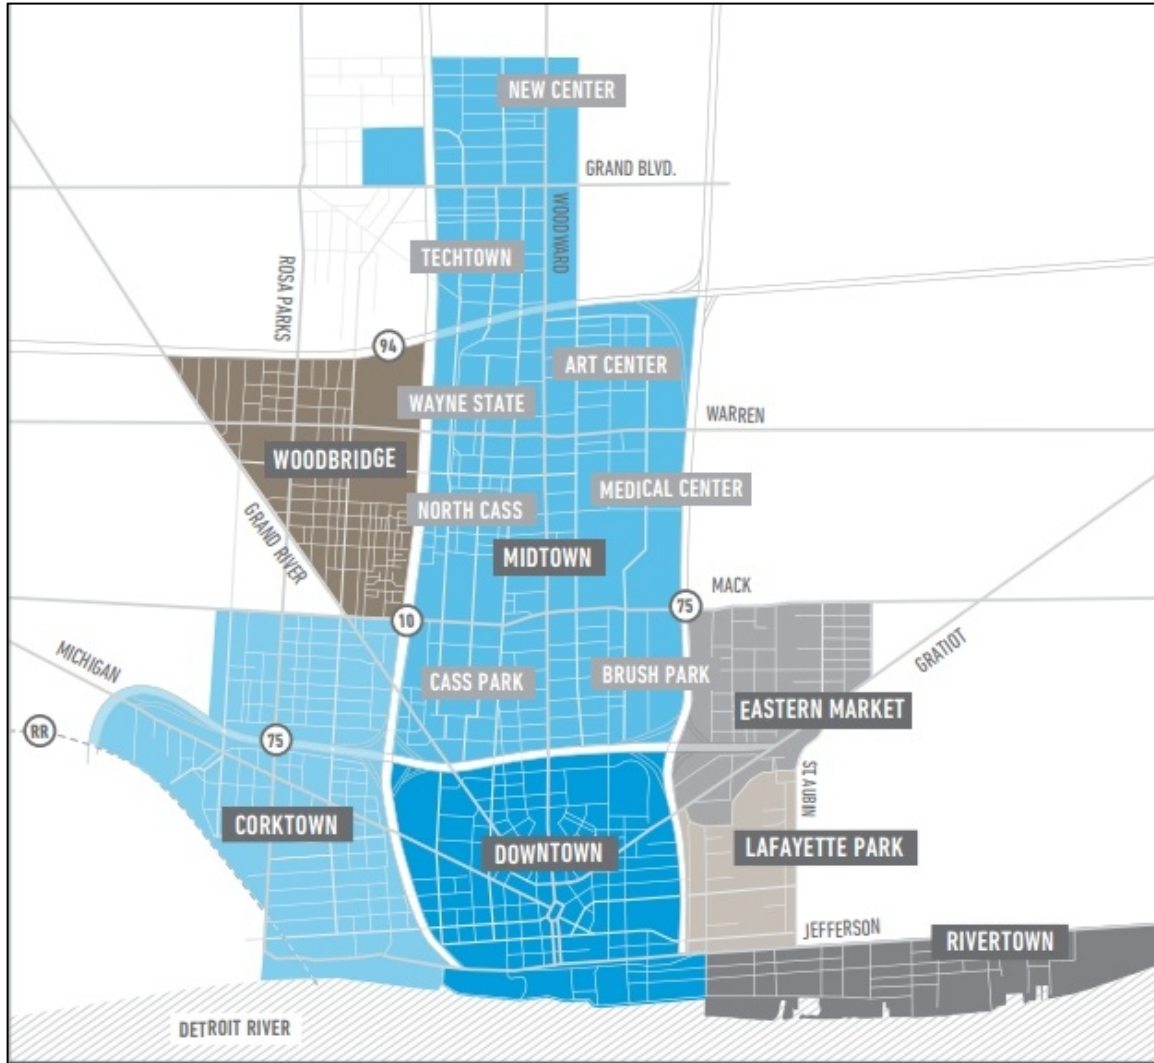 NEW CENTER
GRAND BLVD.
WOODWARD
TECHTOWN
ROSA PARKS
94
ART CENTER
WAYNE STATE
WARREN
WOODBRIDGE
MEDICAL CENTER
NORTH CASS
GRAND RIVER
MIDTOWN
MACK
75
10
MICHIGAN
GRATIOT
CASS PARK
BRUSH PARK
EASTERN MARKET
RR
75
ST. AUBIN
CORKTOWN
DOWNTOWN
LAFAYETTE PARK
JEFFERSON
RIVERTOWN
DETROIT RIVER